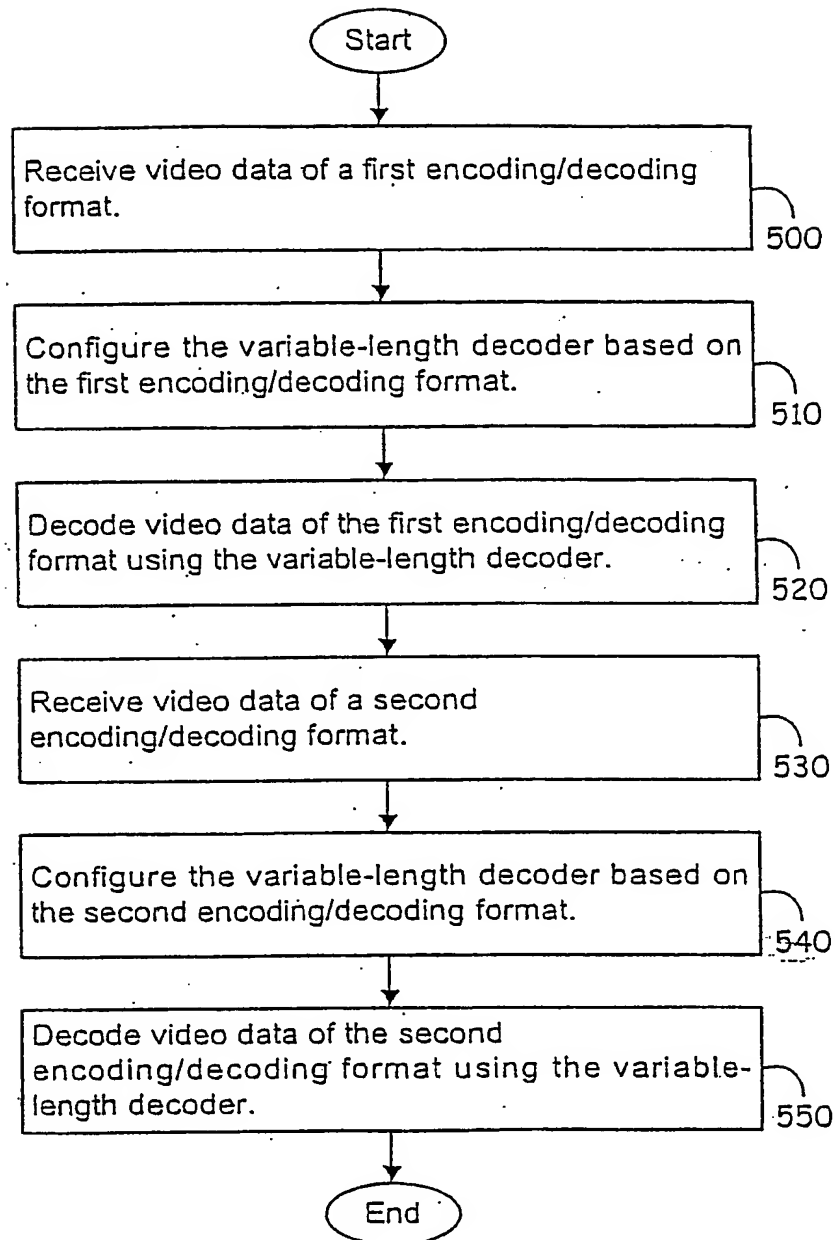 Start
Receive video data of a first encoding/decoding
format.
500
Configure the variable-length decoder based on
the first encoding/decoding format.
510
Decode video data of the first encoding/decoding
format using the variable-length decoder.
520
Receive video data of a second
encoding/decoding format.
530
Configure the variable-length decoder based on
the second encoding/decoding format.
540
Decode video data of the second
encoding/decoding format using the variable-
length decoder.
550
End